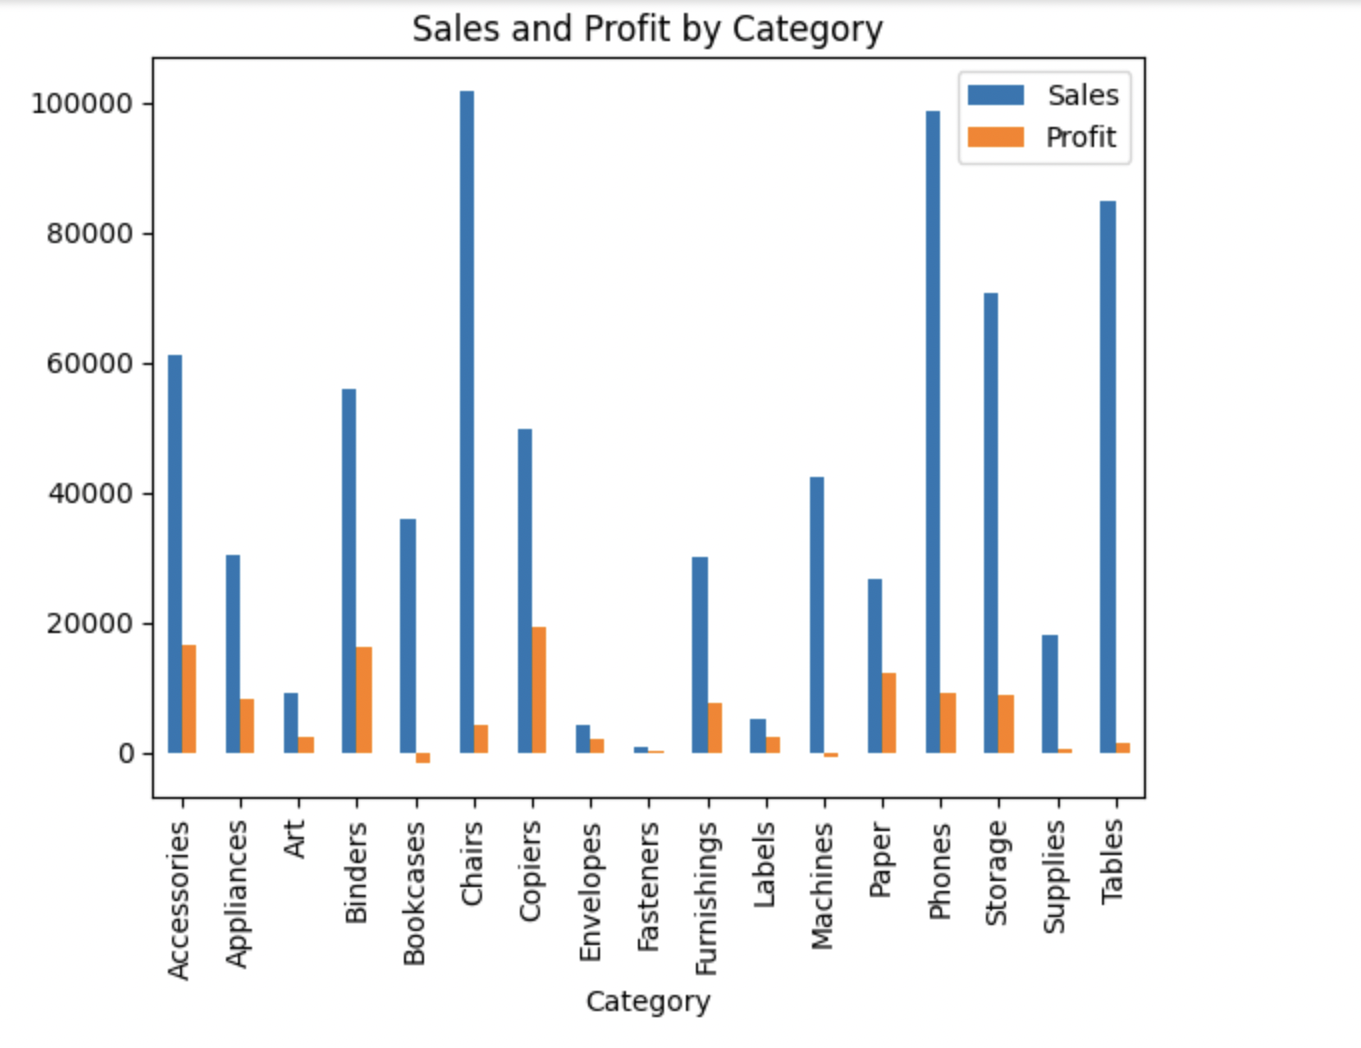 Sales and Profit by Category
Sales
Profit
100000
80000
60000
40000
20000
0
Accessories
Appliances
Art
Binders
Bookcases
Chairs
Copiers
Envelopes
Fasteners
Furnishings
Labels
Machines
Paper
Phones
Storage
Supplies
Tables
Category